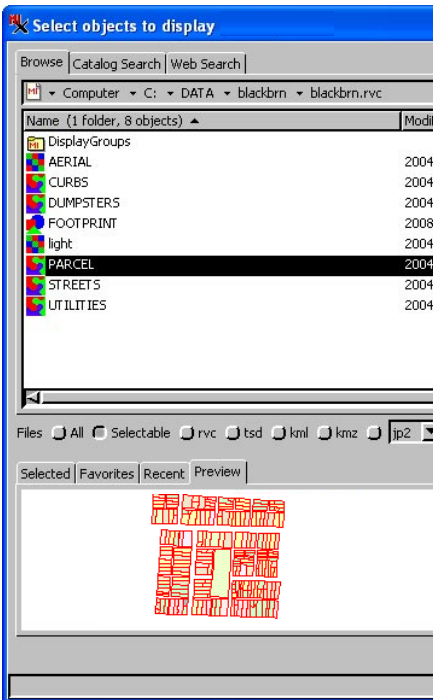 Select objects to display
Browse Catalog Search Web Search
Computer C: DATA blackbrn blackbrn.rvc
Name (1 folder, 8 objects)
DisplayGroups
AERIAL 2004
CURBS 2004
DUMPSTERS 2004
FOOTPRINT 2008
light 2004
PARCEL 2004
STREETS 2004
UTILITIES 2004
Files All Selectable rvc tsd kml kmz jp2
Selected Favorites Recent Preview